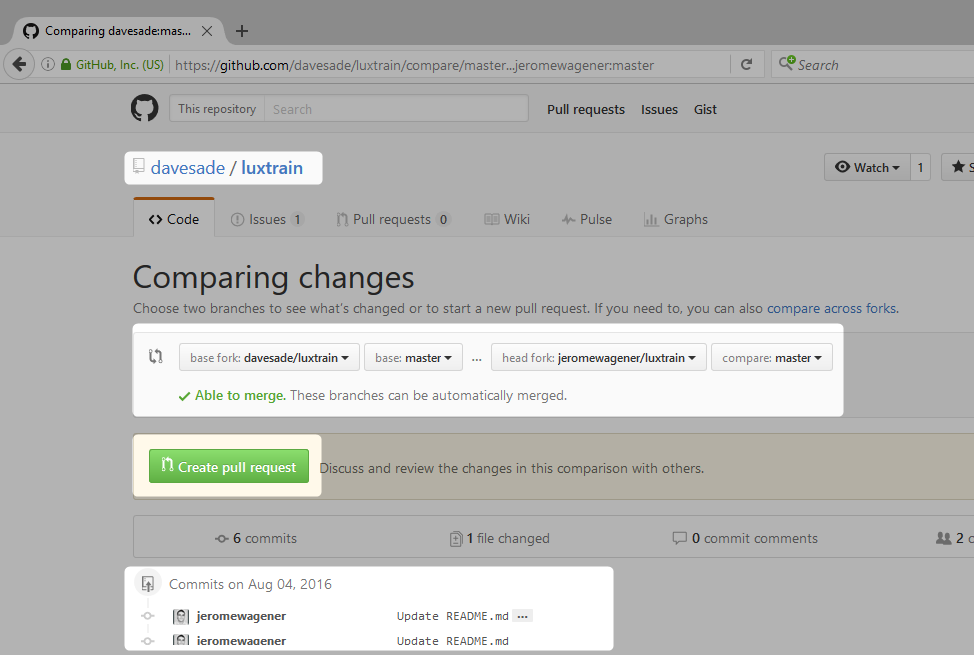 Comparing davesade:mas...
GitHub, Inc. (US) https://github.com/davesade/luxtrain/compare/master...jeromewagener:master Search
This repository Search Pull requests Issues Gist
davesade / luxtrain Watch 1 S
Code Issues 1 Pull requests 0 Wiki Pulse Graphs
Comparing changes
Choose two branches to see what's changed or to start a new pull request. If you need to, you can also compare across forks.
base fork: davesade/luxtrain base: master ... head fork: jeromewagener/luxtrain compare: master
Able to merge. These branches can be automatically merged.
Create pull request Discuss and review the changes in this comparison with others.
6 commits 1 file changed 0 commit comments 2 c
Commits on Aug 04, 2016
jeromewagener Update README.md ...
jeromewagener Update README.md